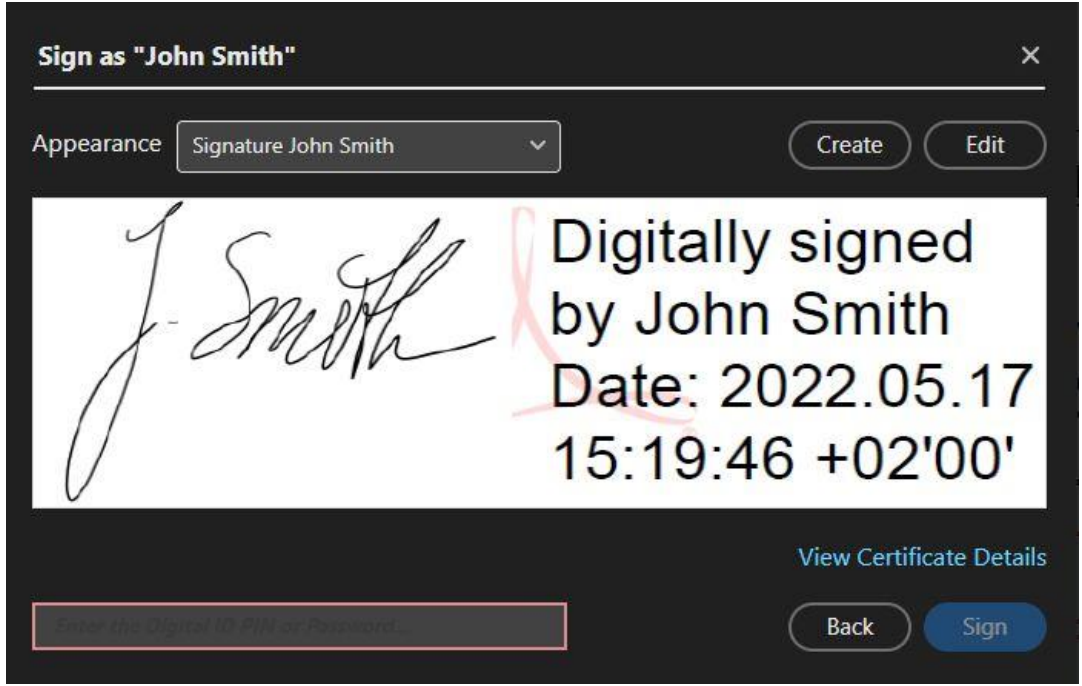 Sign as "John Smith"
Appearance
Signature John Smith
Create
Edit
J. Smith
Digitally signed
by John Smith
Date: 2022.05.17
15:19:46 +02'00'
View Certificate Details
Enter the Digital ID PIN or Password...
Back
Sign